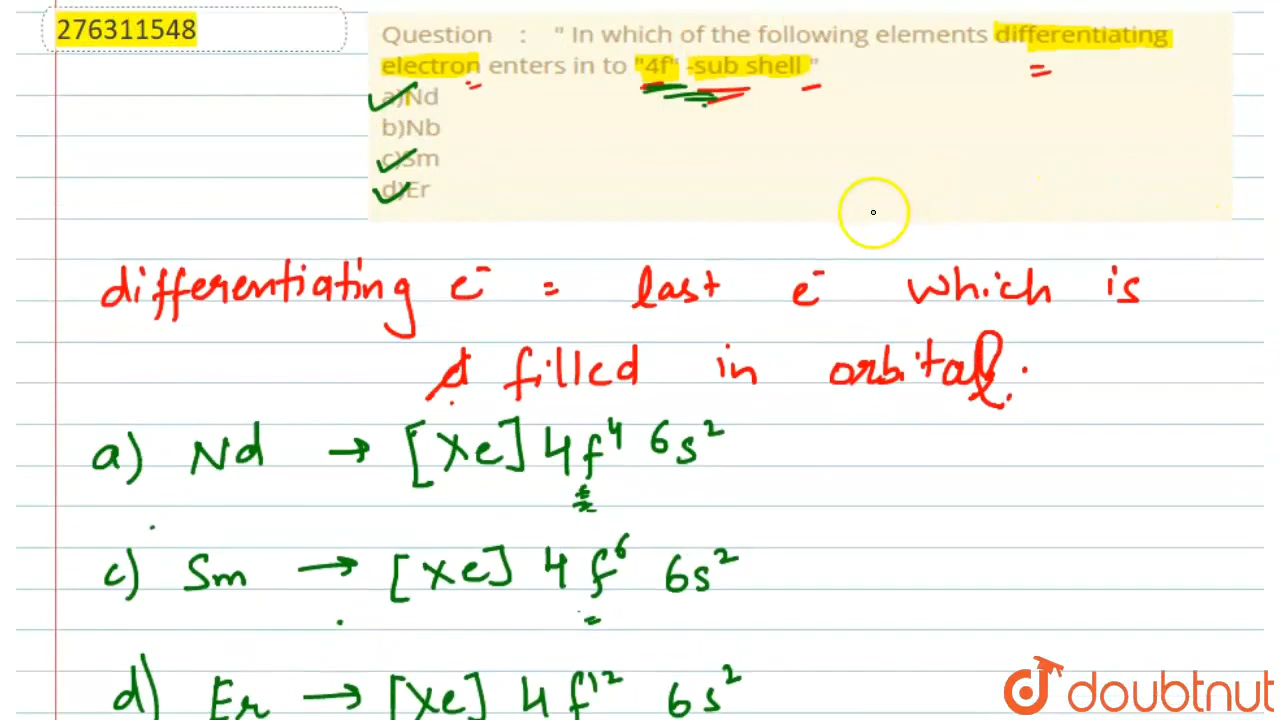 276311548
Question : " In which of the following elements differentiating
electron enters in to "4f" -sub shell "
a)Nd
b)Nb
c)Sm
d)Er
differentiating e⁻ = last e⁻ which is
filled in orbital.
a) Nd → [Xe] 4f⁴ 6s²
c) Sm → [Xe] 4f⁶ 6s²
d) Er → [Xe] 4f¹² 6s²
doubtnut